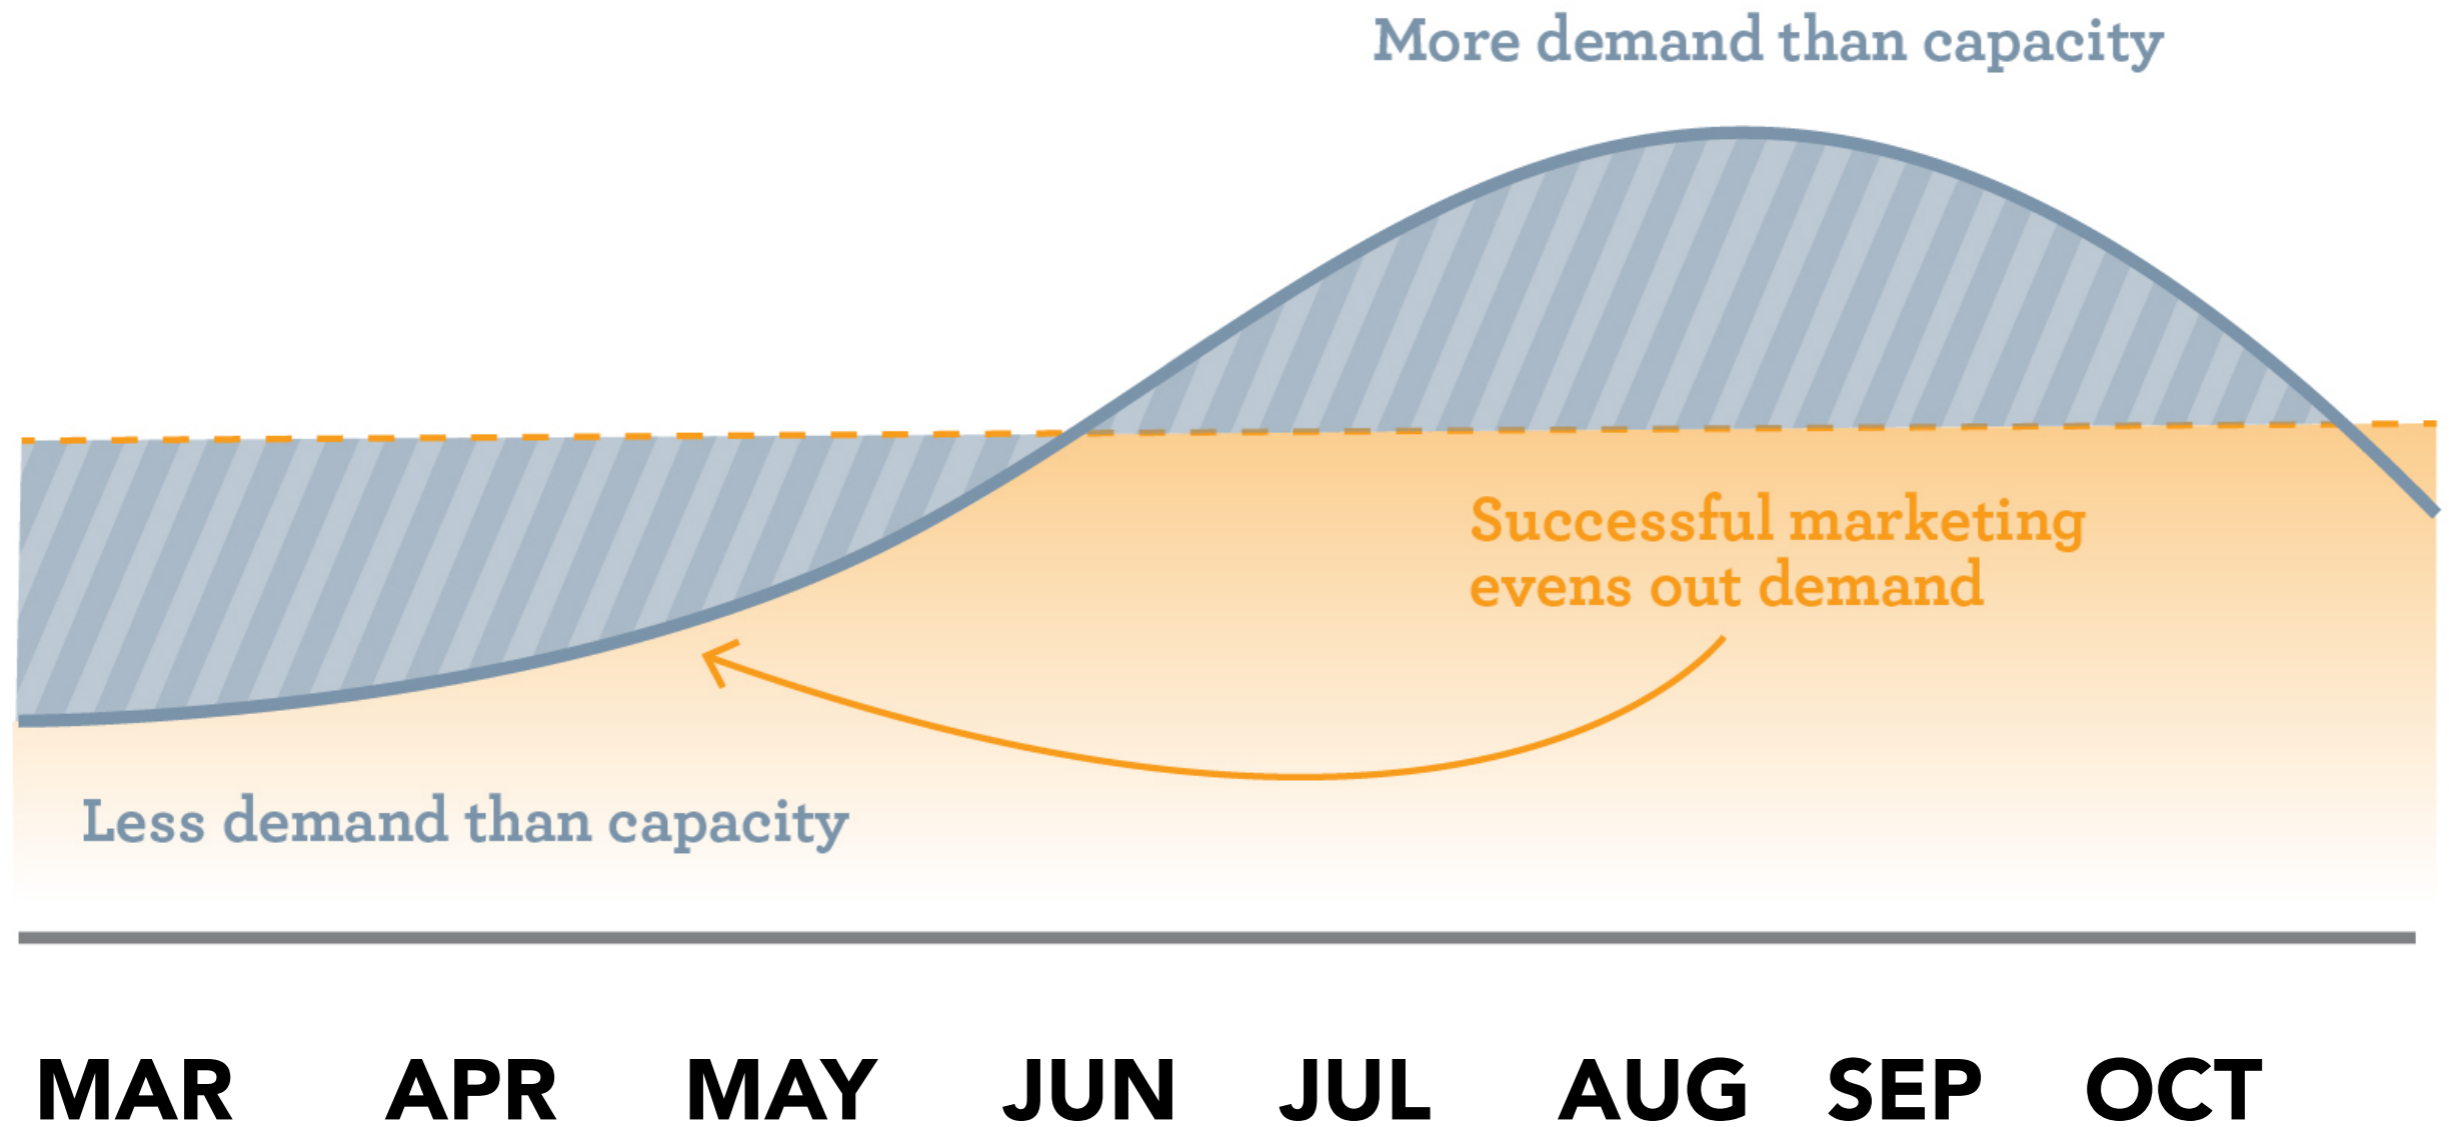 More demand than capacity
Successful marketing
evens out demand
Less demand than capacity
MAR APR MAY JUN JUL AUG SEP OCT